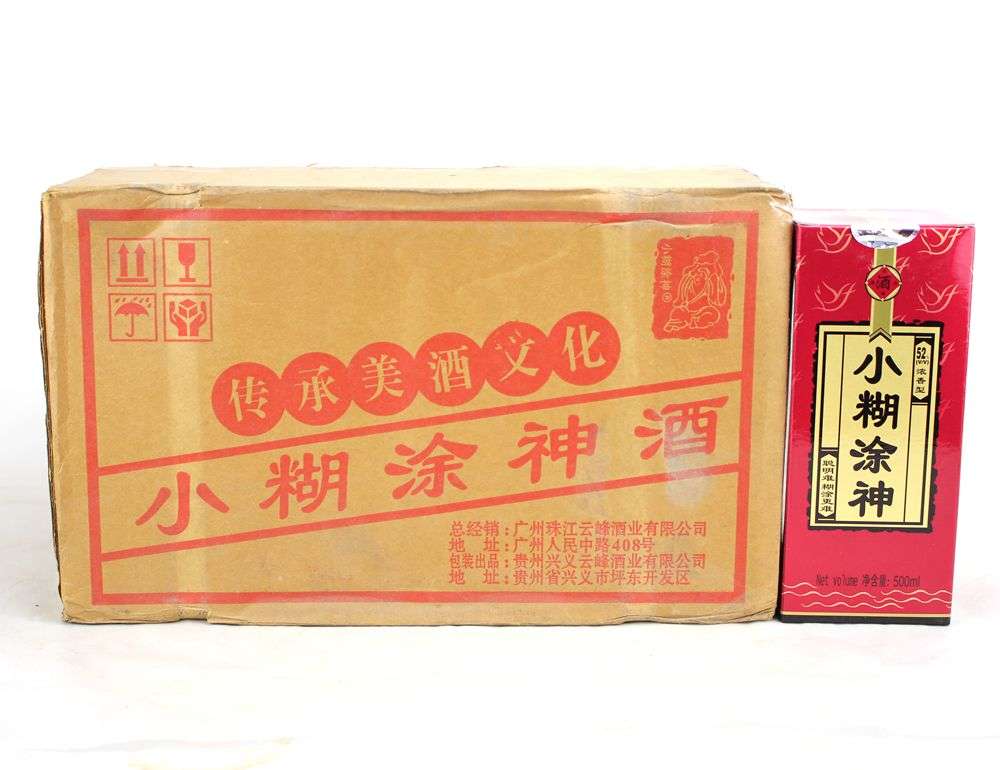 传承美酒文化
小糊涂神酒
总经销:广州珠江云峰酒业有限公司
地 址:广州人民中路408号
包装出品:贵州兴义云峰酒业有限公司
地 址:贵州省兴义市坪东开发区
酒
52
浓香型
小糊涂神
聪明难糊涂更难
Net volume 净含量: 500ml